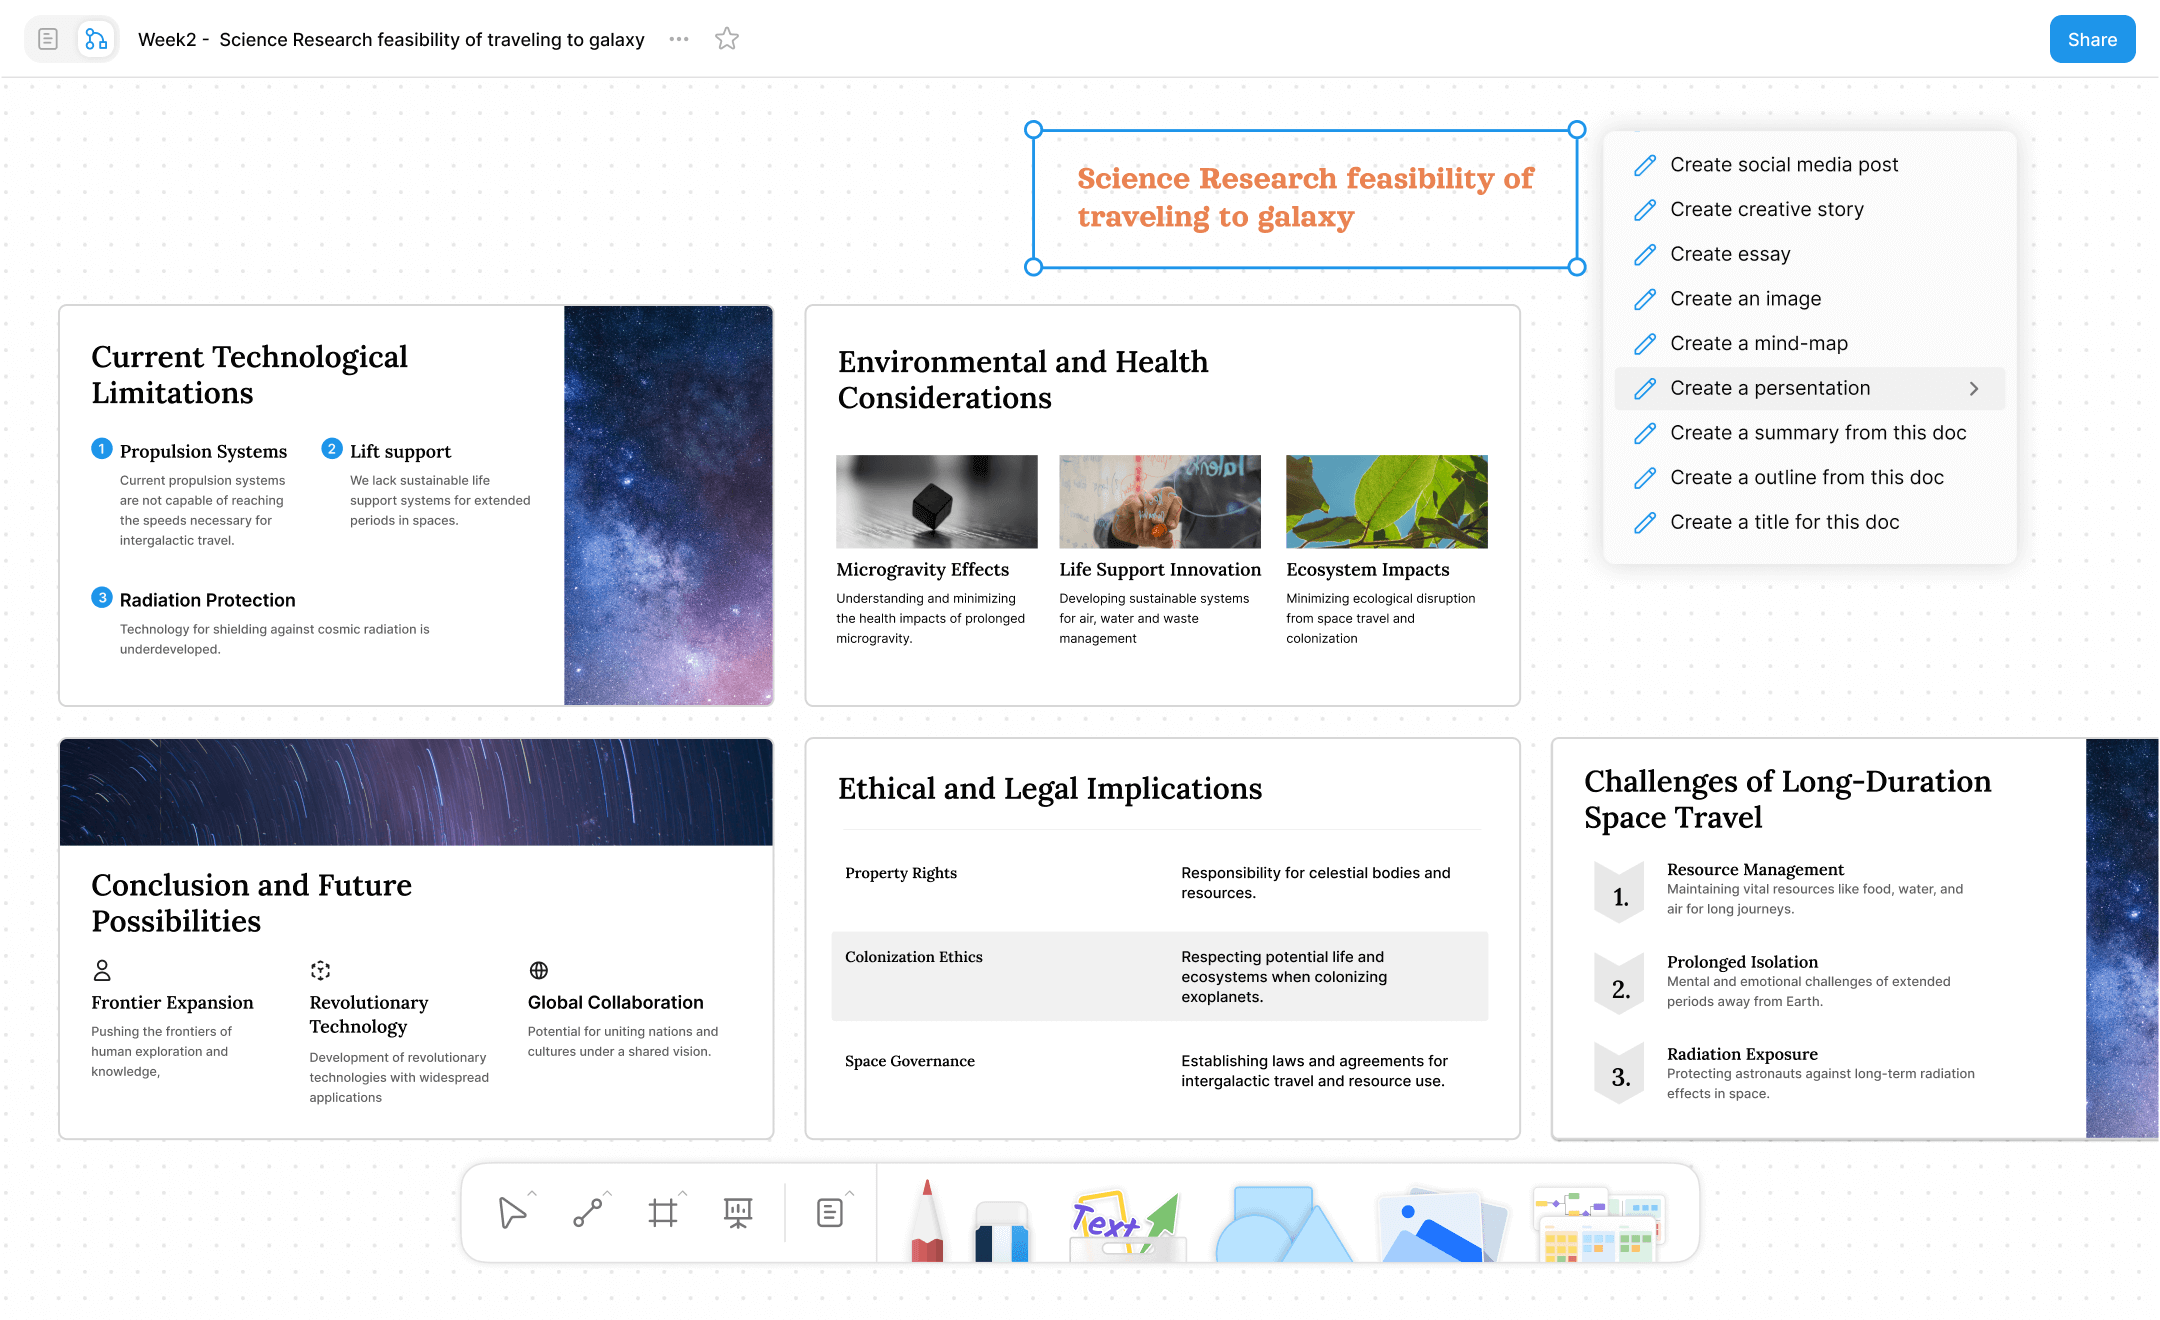 Week2 -  Science Research feasibility of traveling to galaxy
Share
Science Research feasibility of
traveling to galaxy
Create social media post
Create creative story
Create essay
Create an image
Create a mind-map
Create a persentation
Create a summary from this doc
Create a outline from this doc
Create a title for this doc
Current Technological
Limitations
1 Propulsion Systems
Current propulsion systems
are not capable of reaching
the speeds necessary for
intergalactic travel.
2 Lift support
We lack sustainable life
support systems for extended
periods in spaces.
3 Radiation Protection
Technology for shielding against cosmic radiation is
underdeveloped.
Environmental and Health
Considerations
Microgravity Effects
Understanding and minimizing
the health impacts of prolonged
microgravity.
Life Support Innovation
Developing sustainable systems
for air, water and waste
management
Ecosystem Impacts
Minimizing ecological disruption
from space travel and
colonization
Conclusion and Future
Possibilities
Frontier Expansion
Pushing the frontiers of
human exploration and
knowledge,
Revolutionary
Technology
Development of revolutionary
technologies with widespread
applications
Global Collaboration
Potential for uniting nations and
cultures under a shared vision.
Ethical and Legal Implications
Property Rights
Responsibility for celestial bodies and
resources.
Colonization Ethics
Respecting potential life and
ecosystems when colonizing
exoplanets.
Space Governance
Establishing laws and agreements for
intergalactic travel and resource use.
Challenges of Long-Duration
Space Travel
1.
Resource Management
Maintaining vital resources like food, water, and
air for long journeys.
2.
Prolonged Isolation
Mental and emotional challenges of extended
periods away from Earth.
3.
Radiation Exposure
Protecting astronauts against long-term radiation
effects in space.
Text